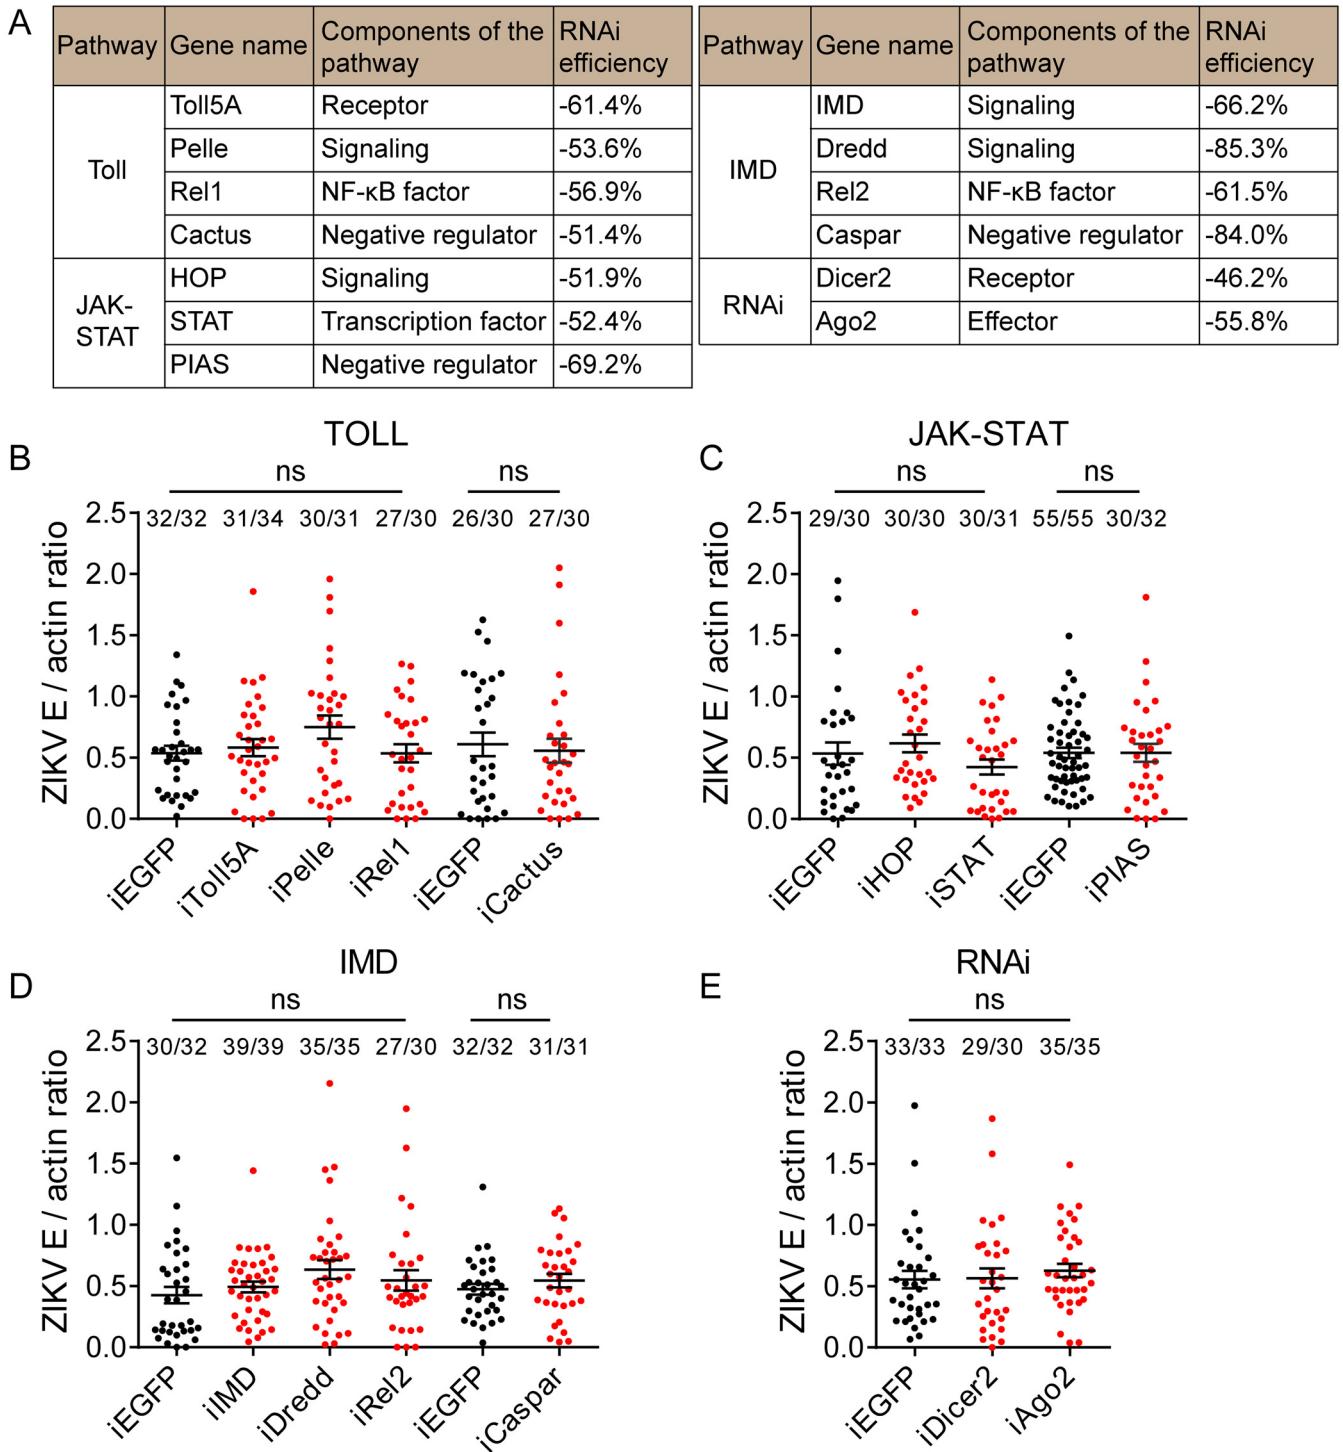 A
Pathway Gene name Components of the pathway RNAi efficiency
Toll
Toll5A Receptor -61.4%
Pelle Signaling -53.6%
Rel1 NF-κB factor -56.9%
Cactus Negative regulator -51.4%
JAK-STAT
HOP Signaling -51.9%
STAT Transcription factor -52.4%
PIAS Negative regulator -69.2%
Pathway Gene name Components of the pathway RNAi efficiency
IMD
IMD Signaling -66.2%
Dredd Signaling -85.3%
Rel2 NF-κB factor -61.5%
Caspar Negative regulator -84.0%
RNAi
Dicer2 Receptor -46.2%
Ago2 Effector -55.8%
B
TOLL
ns ns
32/32 31/34 30/31 27/30 26/30 27/30
ZIKV E / actin ratio
2.5
2.0
1.5
1.0
0.5
0.0
iEGFP iToll5A iPelle iRel1 iEGFP iCactus
C
JAK-STAT
ns ns
29/30 30/30 30/31 55/55 30/32
ZIKV E / actin ratio
2.5
2.0
1.5
1.0
0.5
0.0
iEGFP iHOP iSTAT iEGFP iPIAS
D
IMD
ns ns
30/32 39/39 35/35 27/30 32/32 31/31
ZIKV E / actin ratio
2.5
2.0
1.5
1.0
0.5
0.0
iEGFP iIMD iDredd iRel2 iEGFP iCaspar
E
RNAi
ns
33/33 29/30 35/35
ZIKV E / actin ratio
2.5
2.0
1.5
1.0
0.5
0.0
iEGFP iDicer2 iAgo2